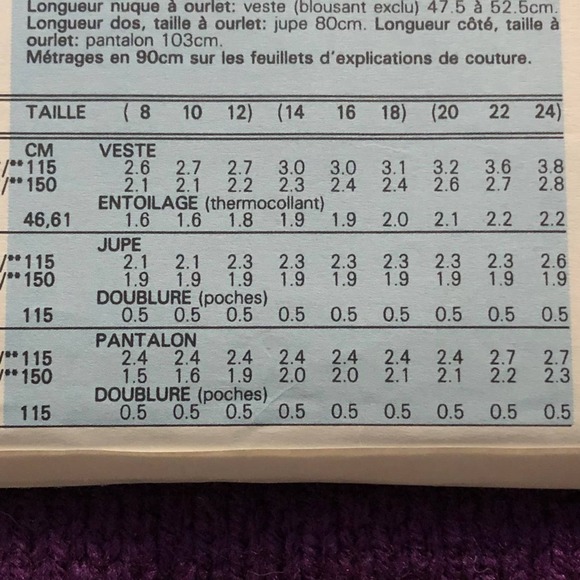 Longueur nuque à ourlet: veste (blousant exclu) 47.5 à 52.5cm.
Longueur dos, taille à ourlet: jupe 80cm. Longueur côté, taille à
ourlet: pantalon 103cm.
Métrages en 90cm sur les feuillets d'explications de couture.
TAILLE ( 8 10 12) (14 16 18) (20 22 24)
CM VESTE
/**115 2.6 2.7 2.7 3.0 3.0 3.1 3.2 3.6 3.8
/**150 2.1 2.1 2.2 2.3 2.4 2.4 2.6 2.7 2.8
ENTOILAGE (thermocollant)
46,61 1.6 1.6 1.8 1.9 1.9 2.0 2.1 2.2 2.2
JUPE
/**115 2.1 2.1 2.3 2.3 2.3 2.3 2.3 2.3 2.6
/**150 1.9 1.9 1.9 1.9 1.9 1.9 1.9 1.9 1.9
DOUBLURE (poches)
115 0.5 0.5 0.5 0.5 0.5 0.5 0.5 0.5 0.5
PANTALON
/**115 2.4 2.4 2.4 2.4 2.4 2.4 2.4 2.7 2.7
/**150 1.5 1.6 1.9 2.0 2.0 2.1 2.1 2.2 2.3
DOUBLURE (poches)
115 0.5 0.5 0.5 0.5 0.5 0.5 0.5 0.5 0.5